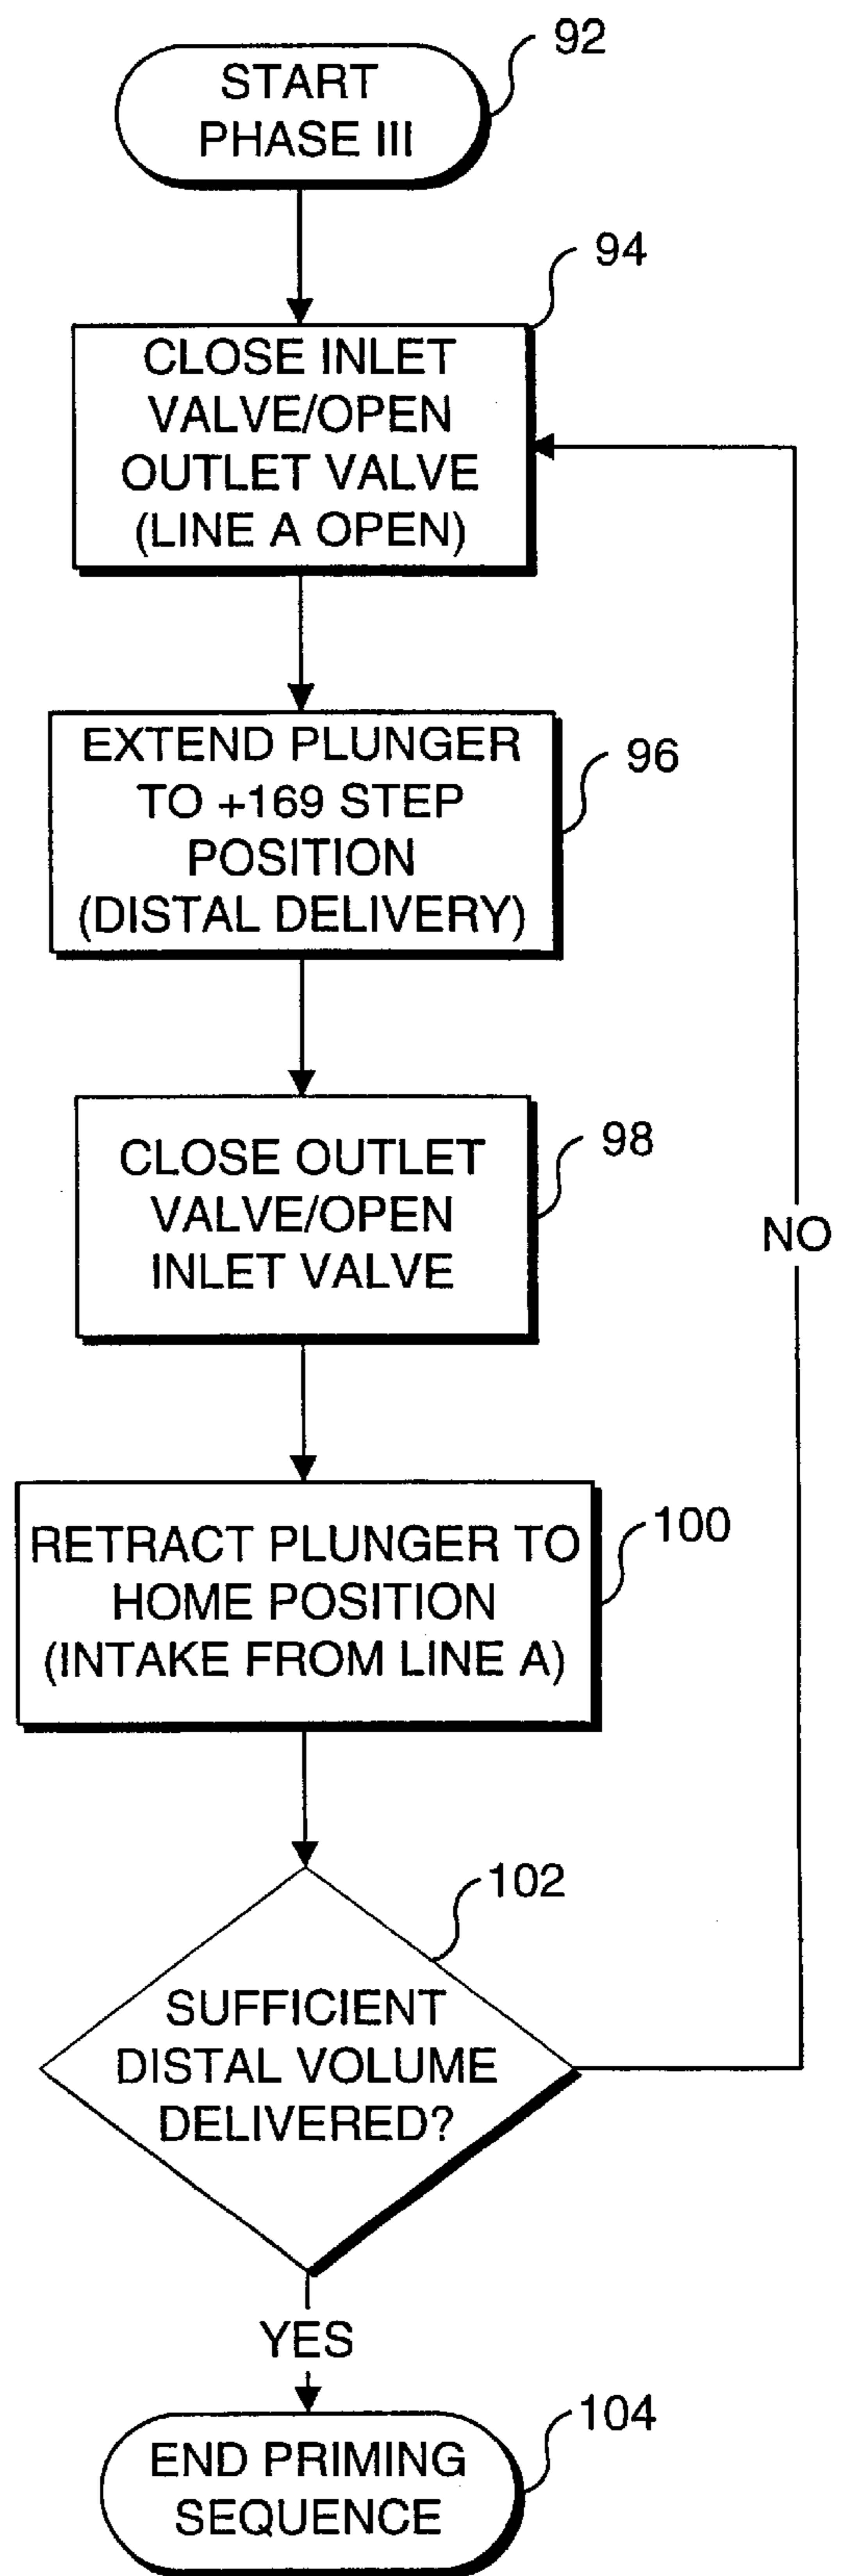 START
PHASE III
92
CLOSE INLET
VALVE/OPEN
OUTLET VALVE
(LINE A OPEN)
94
EXTEND PLUNGER
TO +169 STEP
POSITION
(DISTAL DELIVERY)
96
CLOSE OUTLET
VALVE/OPEN
INLET VALVE
98
NO
RETRACT PLUNGER TO
HOME POSITION
(INTAKE FROM LINE A)
100
SUFFICIENT
DISTAL VOLUME
DELIVERED?
102
YES
END PRIMING
SEQUENCE
104